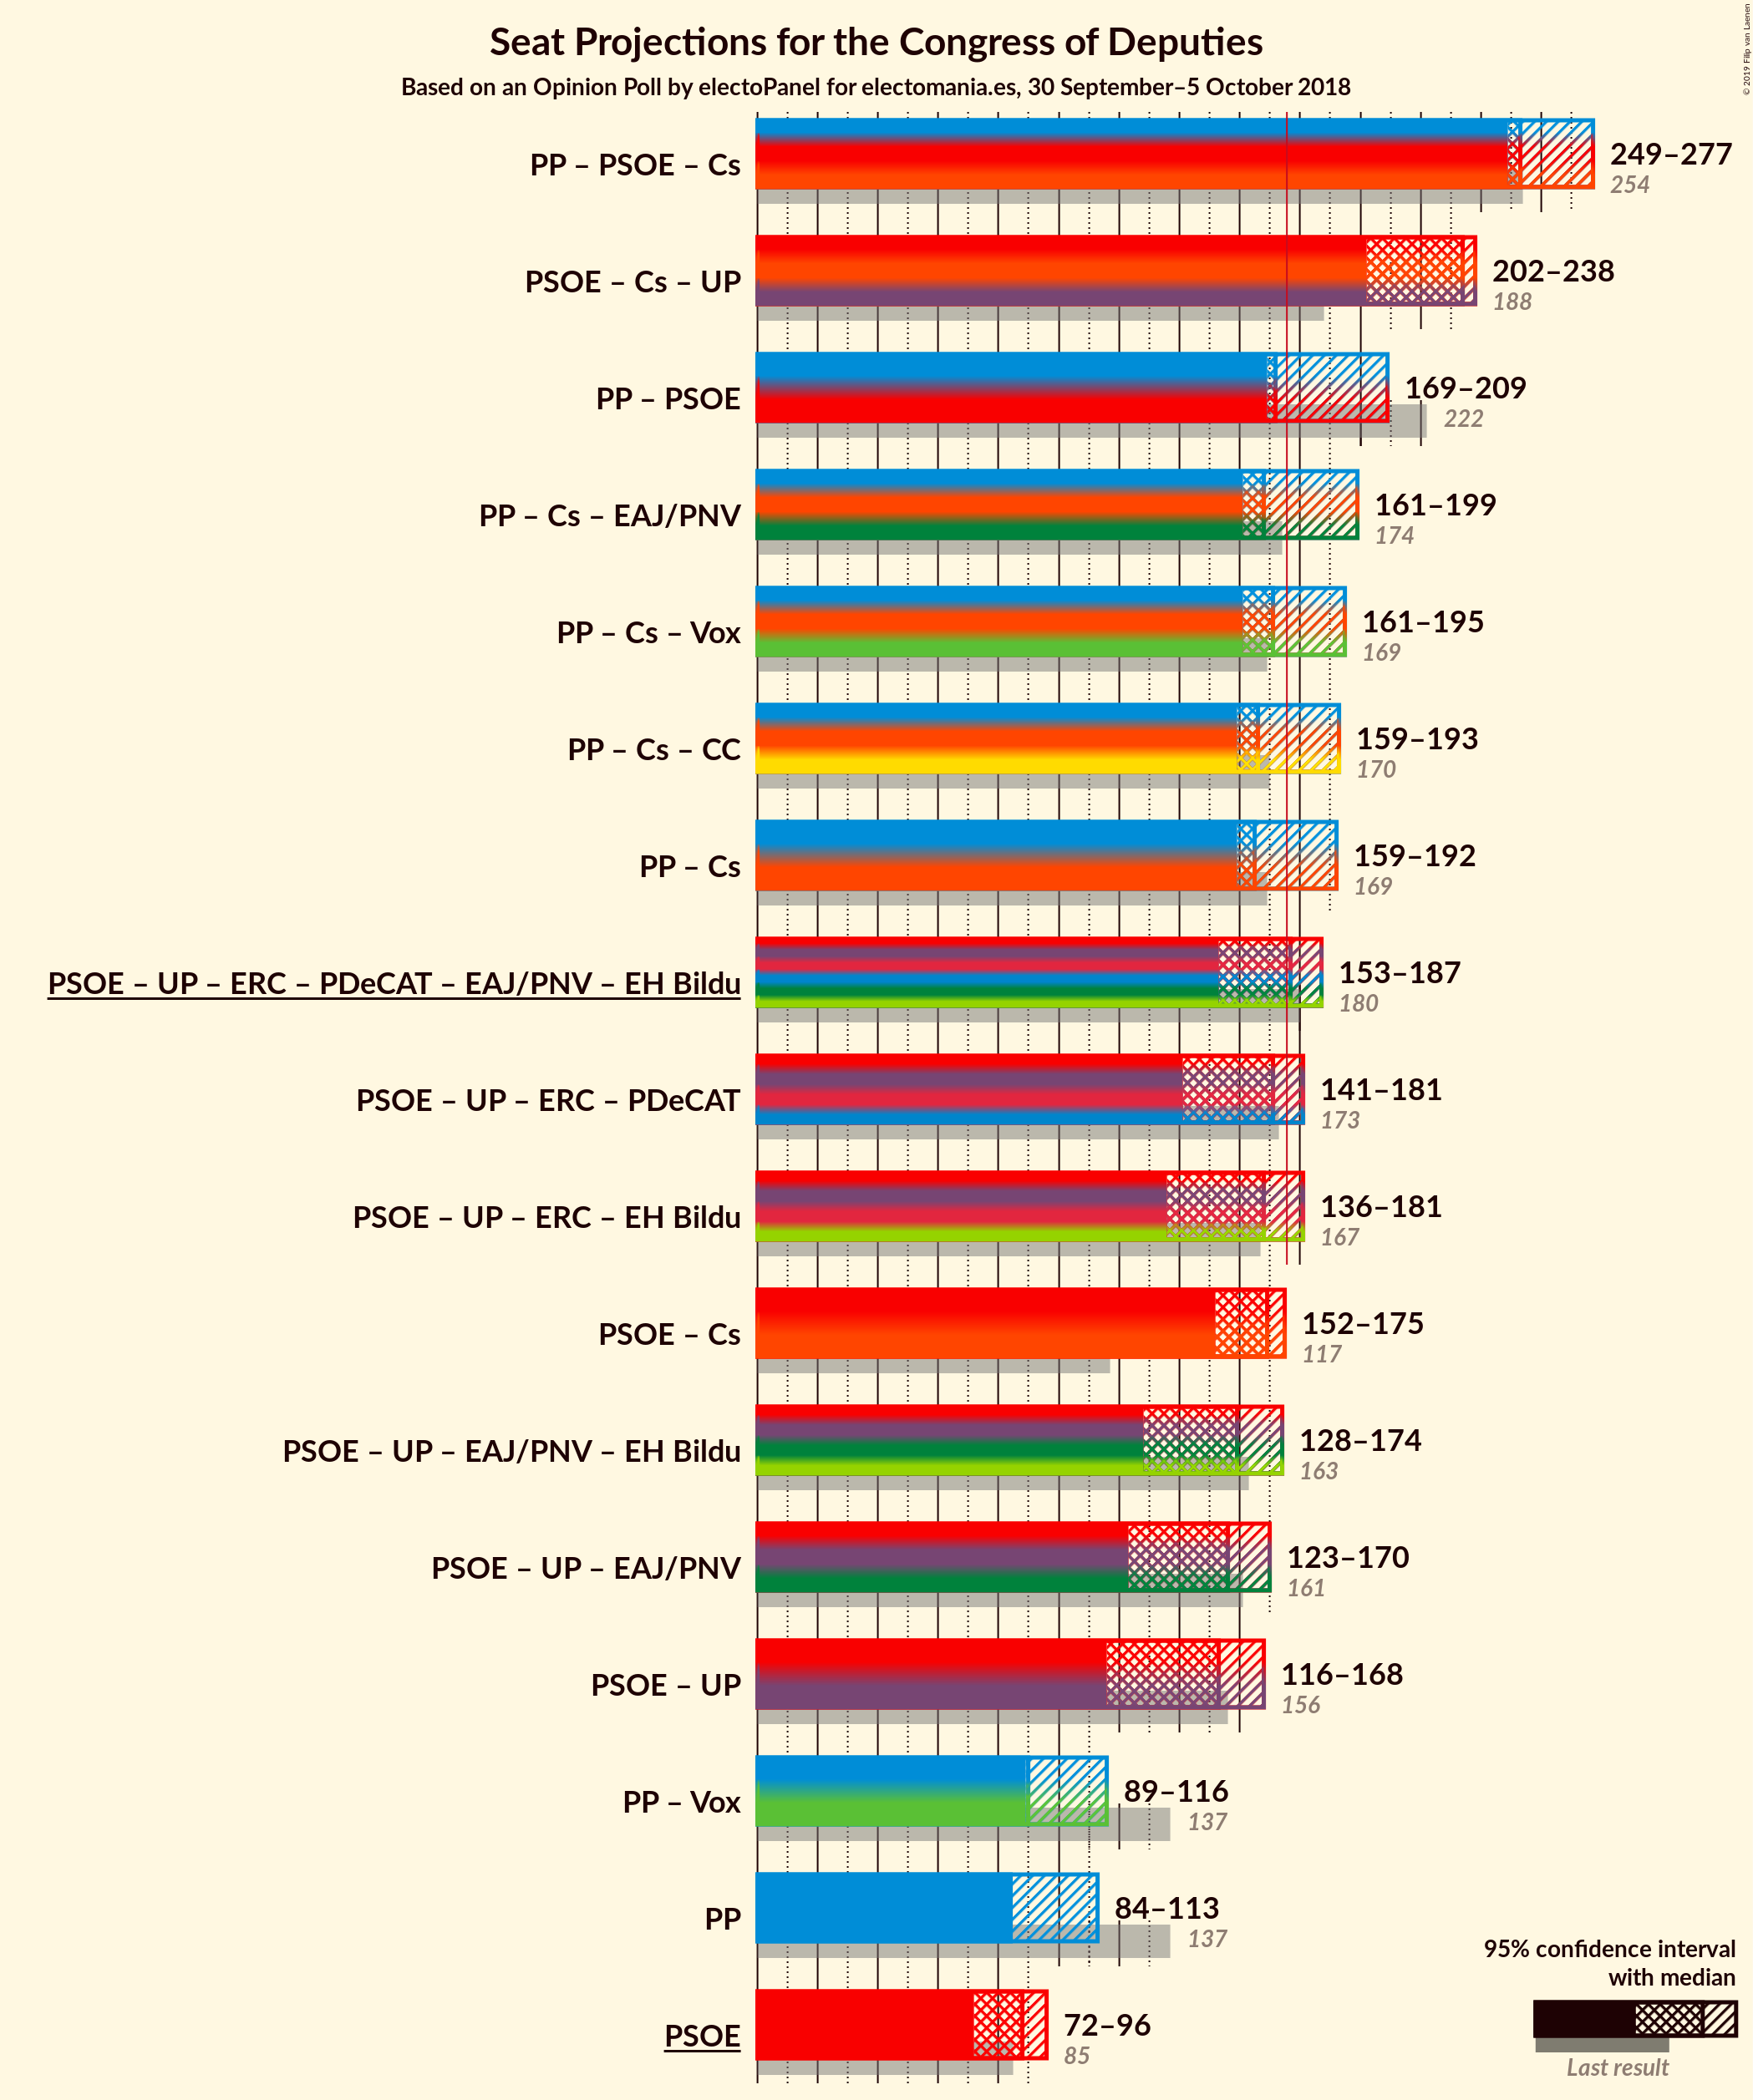 Seat Projections for the Congress of Deputies
Based on an Opinion Poll by electoPanel for electomania.es, 30 September–5 October 2018
© 2019 Filip van Laenen
PP – PSOE – Cs
249–277
254
PSOE – Cs – UP
202–238
188
PP – PSOE
169–209
222
PP – Cs – EAJ/PNV
161–199
174
PP – Cs – Vox
161–195
169
PP – Cs – CC
159–193
170
PP – Cs
159–192
169
PSOE – UP – ERC – PDeCAT – EAJ/PNV – EH Bildu
153–187
180
PSOE – UP – ERC – PDeCAT
141–181
173
PSOE – UP – ERC – EH Bildu
136–181
167
PSOE – Cs
152–175
117
PSOE – UP – EAJ/PNV – EH Bildu
128–174
163
PSOE – UP – EAJ/PNV
123–170
161
PSOE – UP
116–168
156
PP – Vox
89–116
137
PP
84–113
137
PSOE
72–96
85
95% confidence interval
with median
Last result